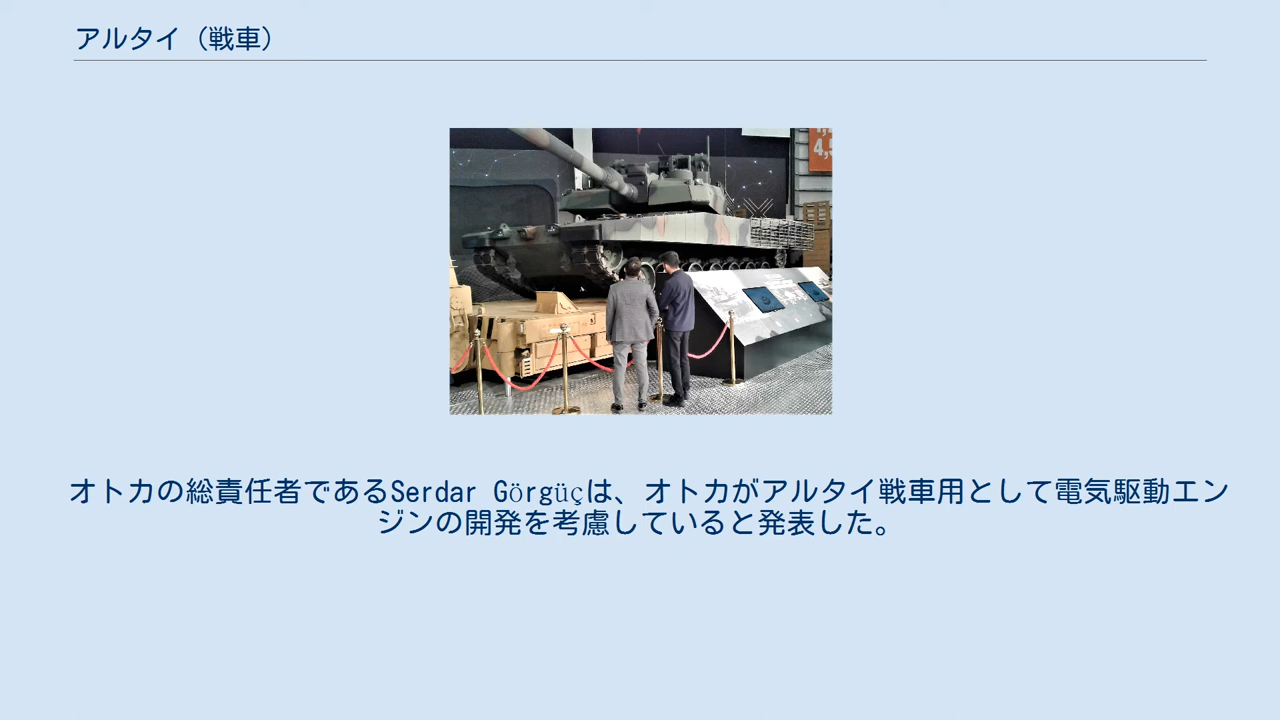 アルタイ（戦車）
オトカの総責任者であるSerdar Görgüçは、オトカがアルタイ戦車用として電気駆動エン
ジンの開発を考慮していると発表した。